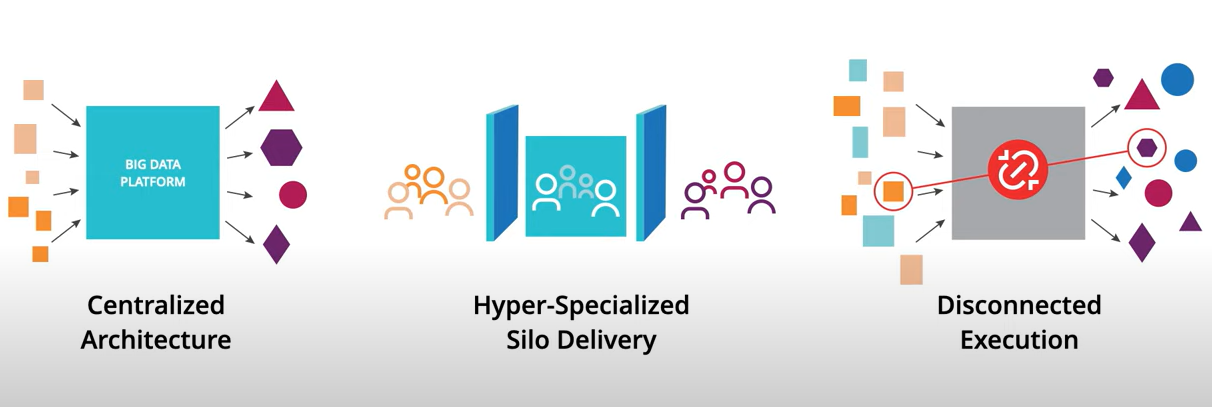 BIG DATA
PLATFORM
Centralized
Architecture
Hyper-Specialized
Silo Delivery
Disconnected
Execution